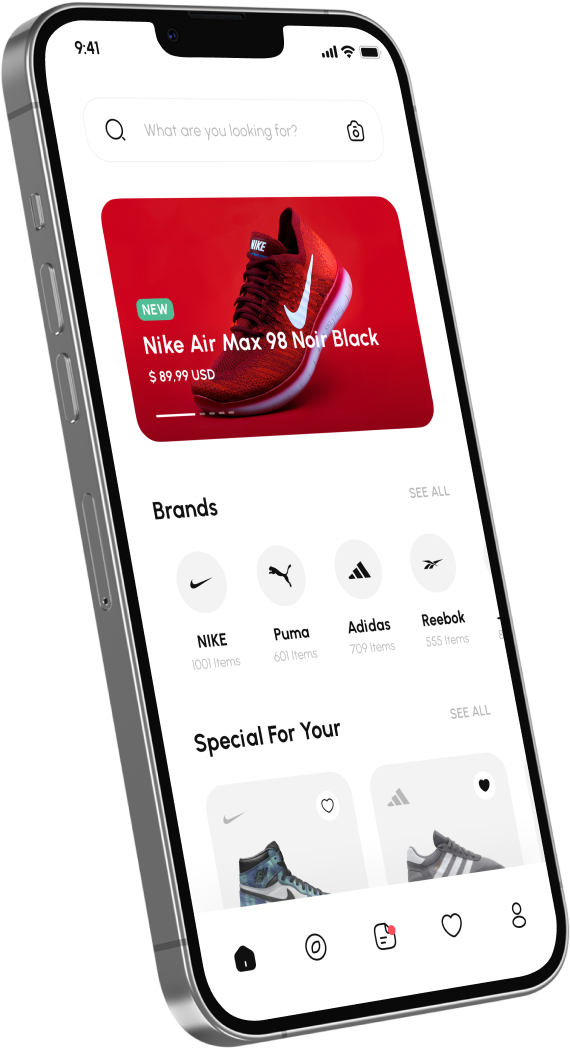 9:41
What are you looking for?
NIKE
NEW
Nike Air Max 98 Noir Black
$ 89.99 USD
Brands
SEE ALL
NIKE
Puma
Adidas
Reebok
1001 Items
601 Items
709 Items
555 Items
Special For Your
SEE ALL